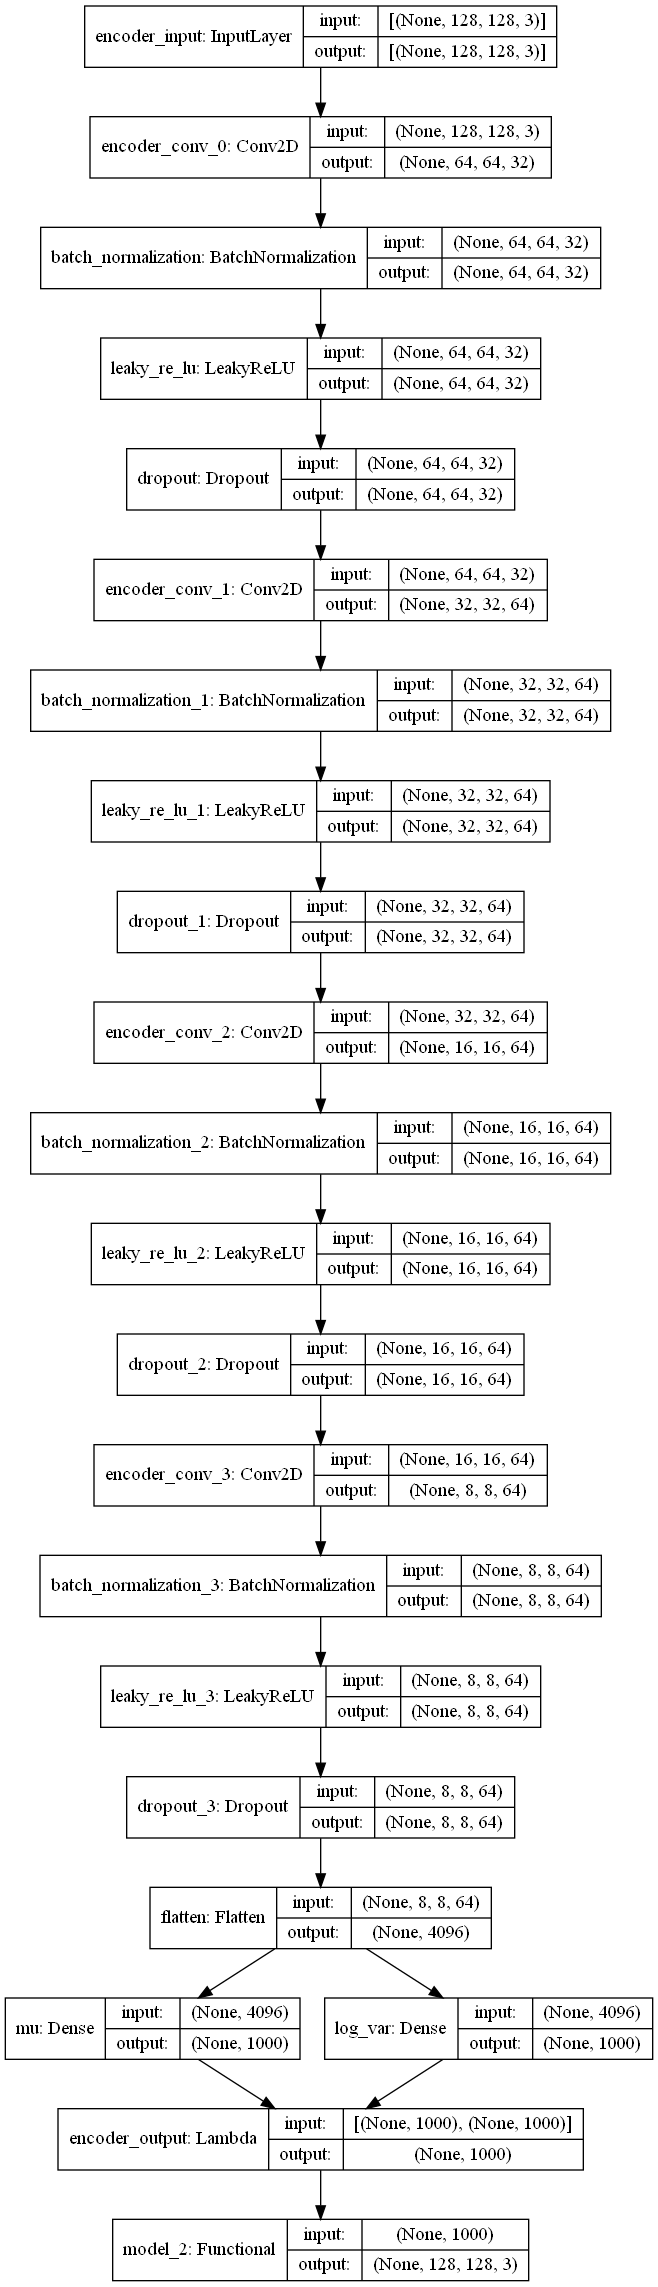 encoder_input: InputLayer
input: [(None, 128, 128, 3)]
output: [(None, 128, 128, 3)]
encoder_conv_0: Conv2D
input: (None, 128, 128, 3)
output: (None, 64, 64, 32)
batch_normalization: BatchNormalization
input: (None, 64, 64, 32)
output: (None, 64, 64, 32)
leaky_re_lu: LeakyReLU
input: (None, 64, 64, 32)
output: (None, 64, 64, 32)
dropout: Dropout
input: (None, 64, 64, 32)
output: (None, 64, 64, 32)
encoder_conv_1: Conv2D
input: (None, 64, 64, 32)
output: (None, 32, 32, 64)
batch_normalization_1: BatchNormalization
input: (None, 32, 32, 64)
output: (None, 32, 32, 64)
leaky_re_lu_1: LeakyReLU
input: (None, 32, 32, 64)
output: (None, 32, 32, 64)
dropout_1: Dropout
input: (None, 32, 32, 64)
output: (None, 32, 32, 64)
encoder_conv_2: Conv2D
input: (None, 32, 32, 64)
output: (None, 16, 16, 64)
batch_normalization_2: BatchNormalization
input: (None, 16, 16, 64)
output: (None, 16, 16, 64)
leaky_re_lu_2: LeakyReLU
input: (None, 16, 16, 64)
output: (None, 16, 16, 64)
dropout_2: Dropout
input: (None, 16, 16, 64)
output: (None, 16, 16, 64)
encoder_conv_3: Conv2D
input: (None, 16, 16, 64)
output: (None, 8, 8, 64)
batch_normalization_3: BatchNormalization
input: (None, 8, 8, 64)
output: (None, 8, 8, 64)
leaky_re_lu_3: LeakyReLU
input: (None, 8, 8, 64)
output: (None, 8, 8, 64)
dropout_3: Dropout
input: (None, 8, 8, 64)
output: (None, 8, 8, 64)
flatten: Flatten
input: (None, 8, 8, 64)
output: (None, 4096)
mu: Dense
input: (None, 4096)
output: (None, 1000)
log_var: Dense
input: (None, 4096)
output: (None, 1000)
encoder_output: Lambda
input: [(None, 1000), (None, 1000)]
output: (None, 1000)
model_2: Functional
input: (None, 1000)
output: (None, 128, 128, 3)